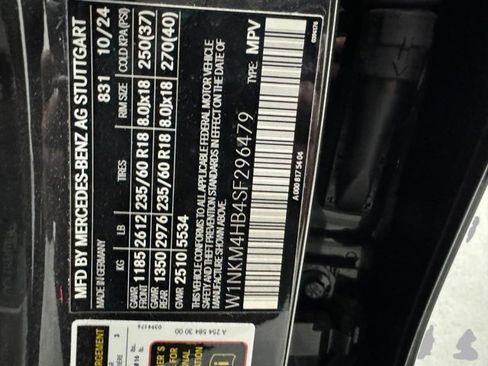 MFD BY MERCEDES-BENZ AG STUTTGART
MADE IN GERMANY 831 10/24
KG LB TIRES RIM SIZE COLD KPA (PSI)
GAWR FRONT 1185 2612 235/60 R18 8.0Jx18 250(37)
GAWR REAR 1350 2976 235/60 R18 8.0Jx18 270(40)
GVWR 2510 5534
THIS VEHICLE CONFORMS TO ALL APPLICABLE FEDERAL MOTOR VEHICLE
SAFETY AND THEFT PREVENTION STANDARDS IN EFFECT ON THE DATE OF
MANUFACTURE SHOWN ABOVE.
W1NKM4HB4SF296479 TYPE: MPV
A 000 817 54 04
A 254 584 30 00